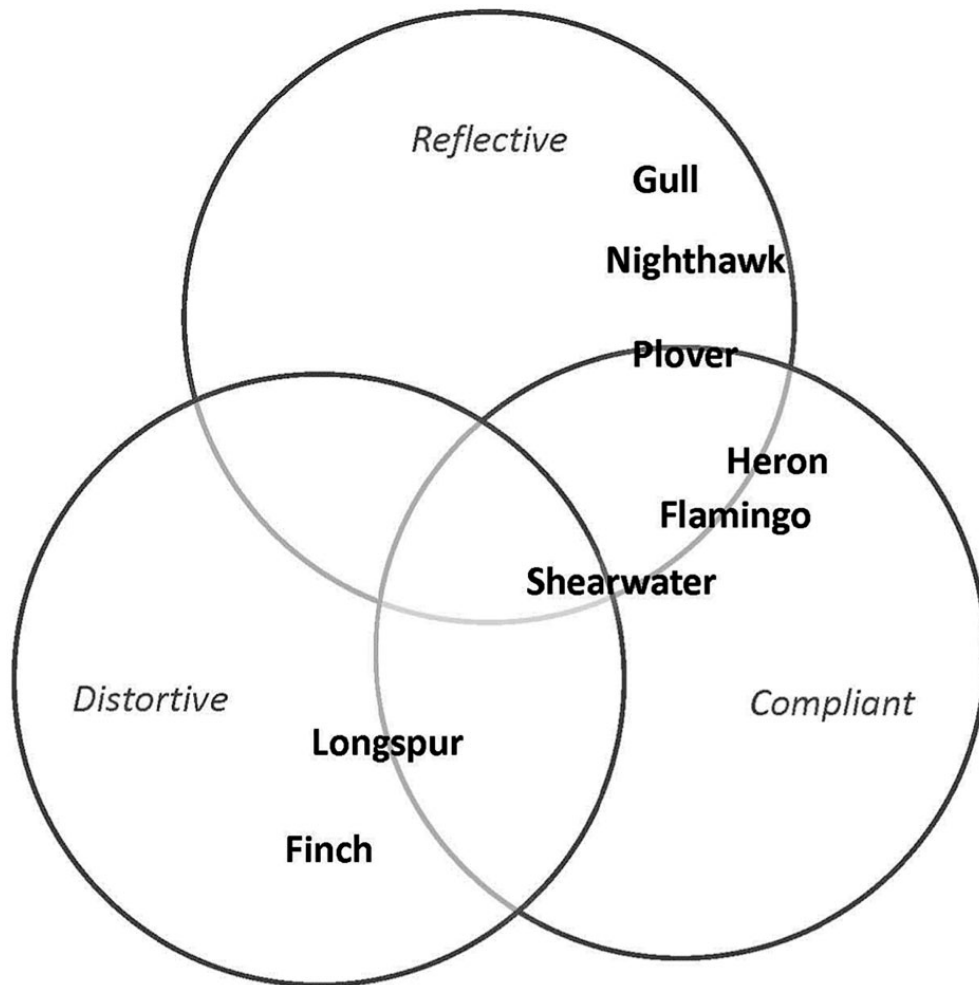 Reflective
Gull
Nighthawk
Plover
Heron
Flamingo
Shearwater
Distortive
Compliant
Longspur
Finch